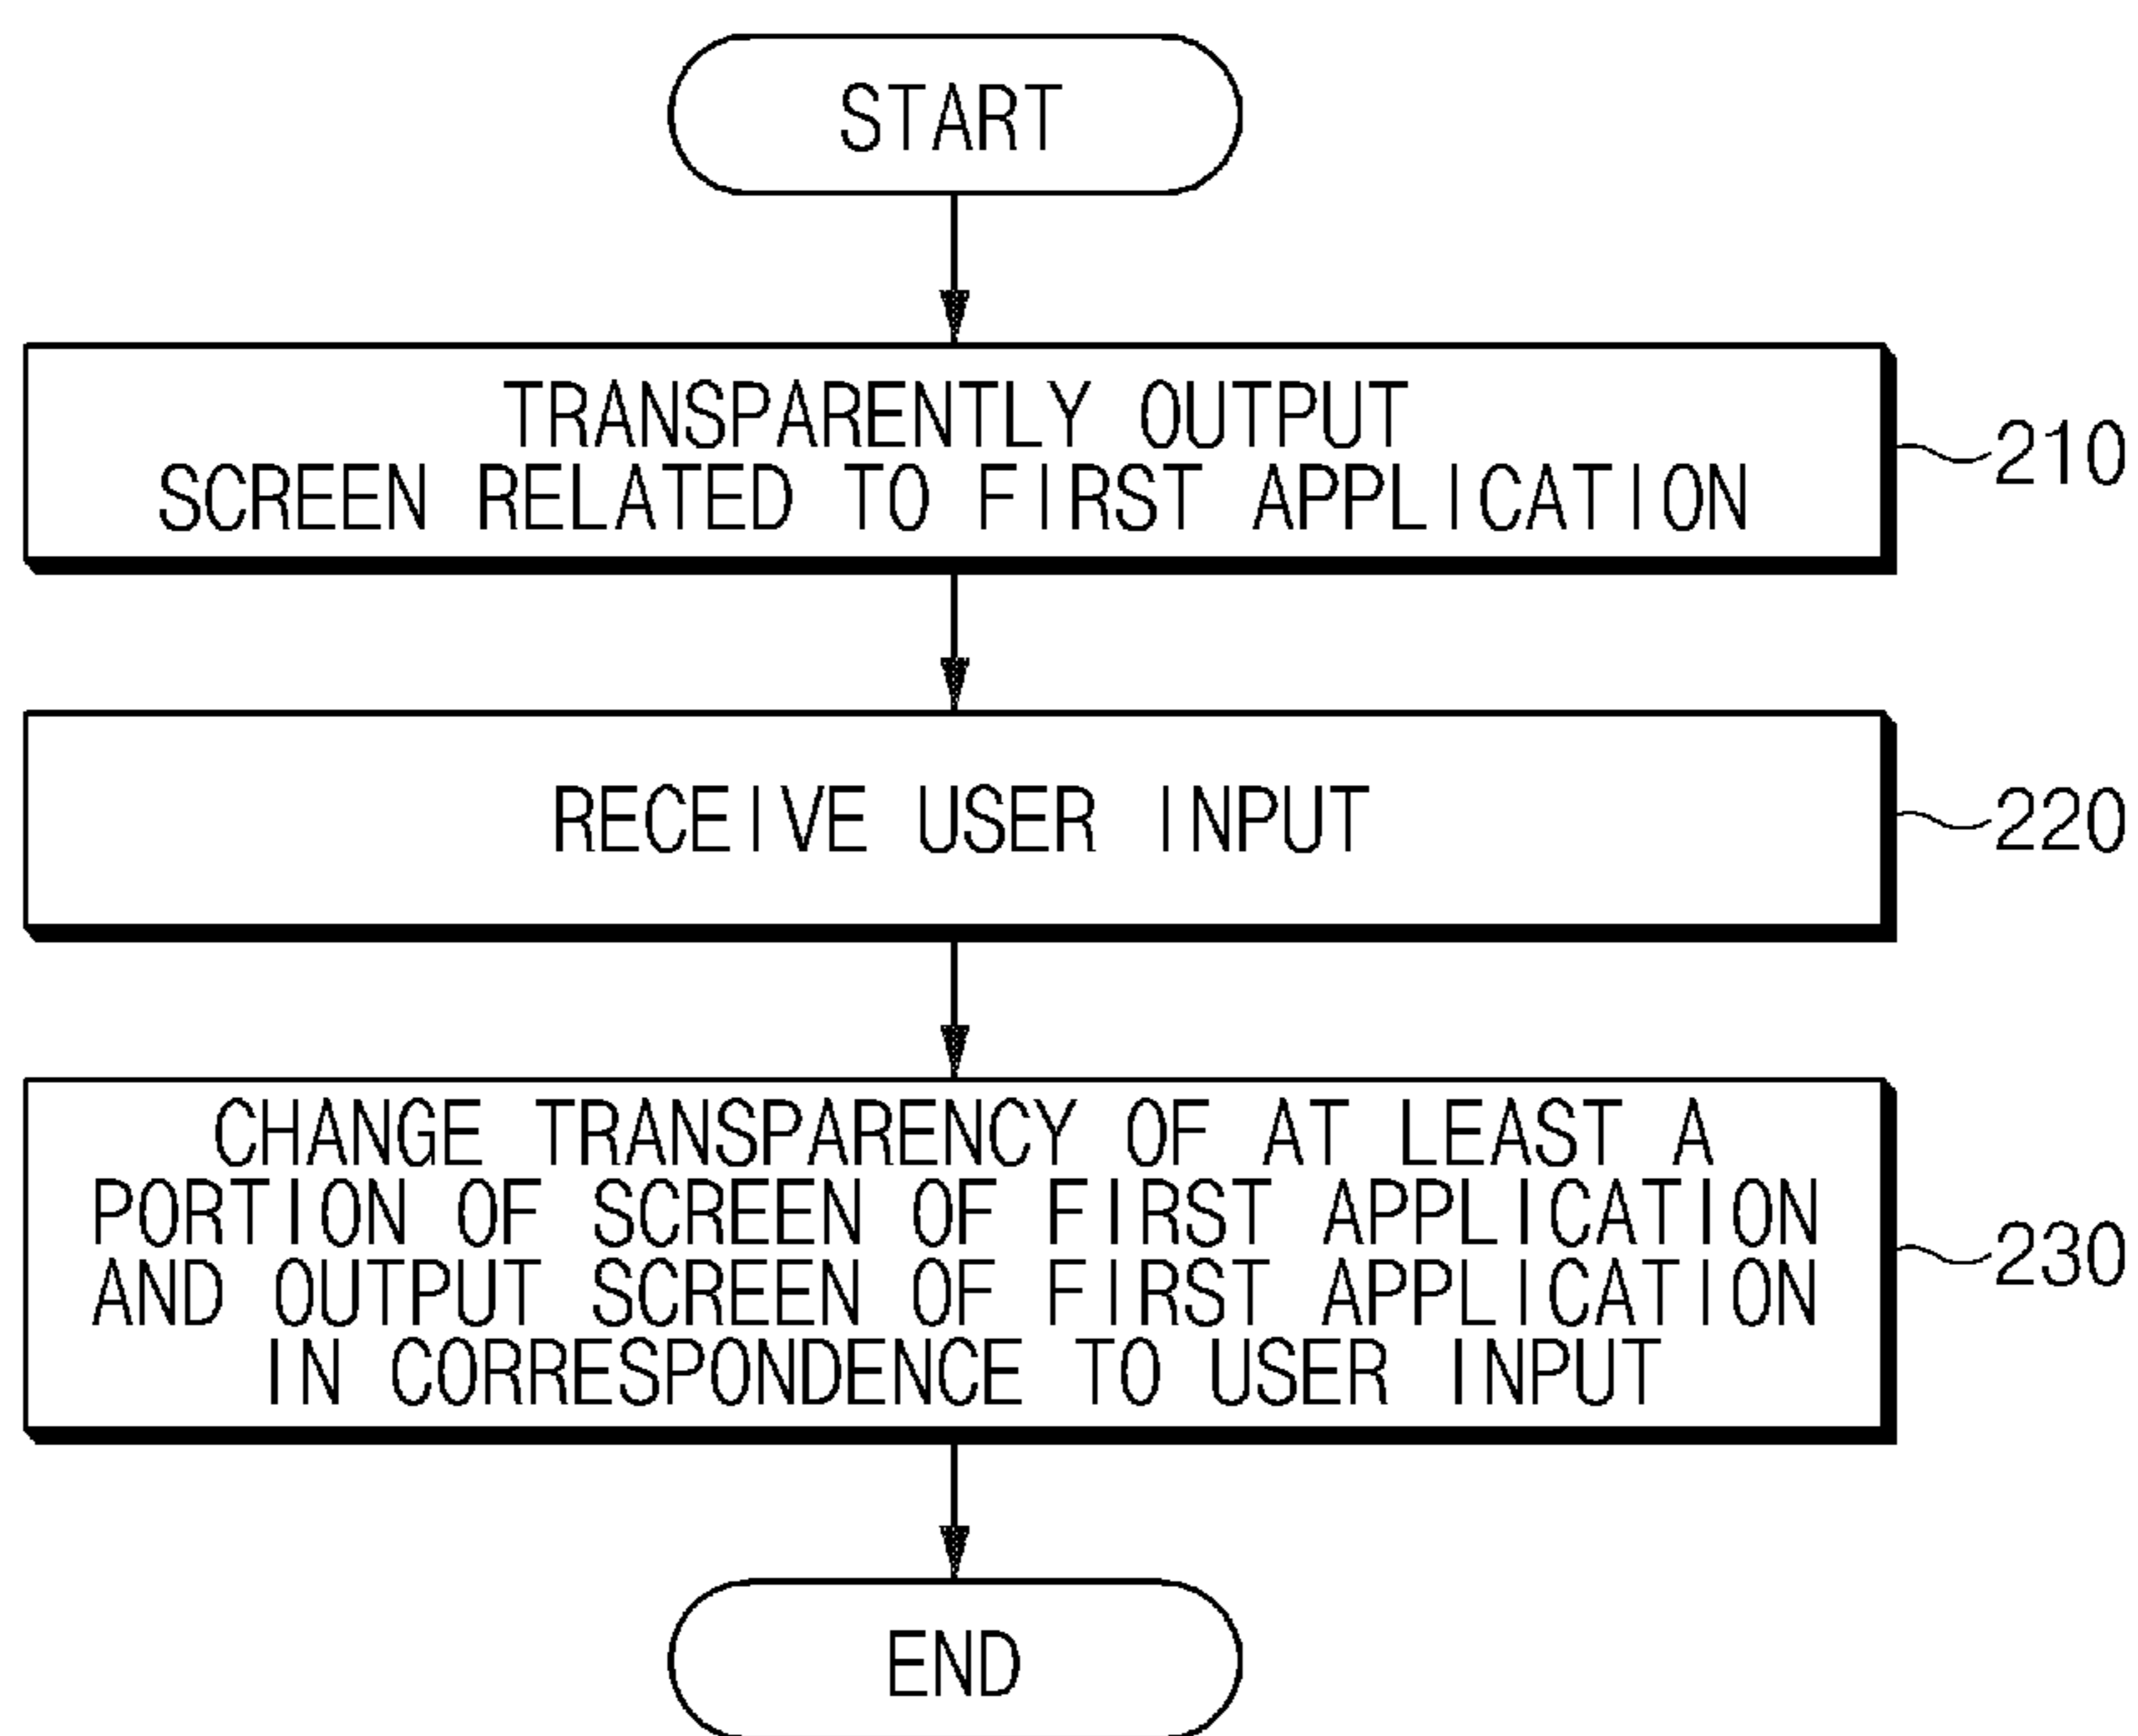 START
TRANSPARENTLY OUTPUT
SCREEN RELATED TO FIRST APPLICATION
210
RECEIVE USER INPUT
220
CHANGE TRANSPARENCY OF AT LEAST A
PORTION OF SCREEN OF FIRST APPLICATION
AND OUTPUT SCREEN OF FIRST APPLICATION
IN CORRESPONDENCE TO USER INPUT
230
END